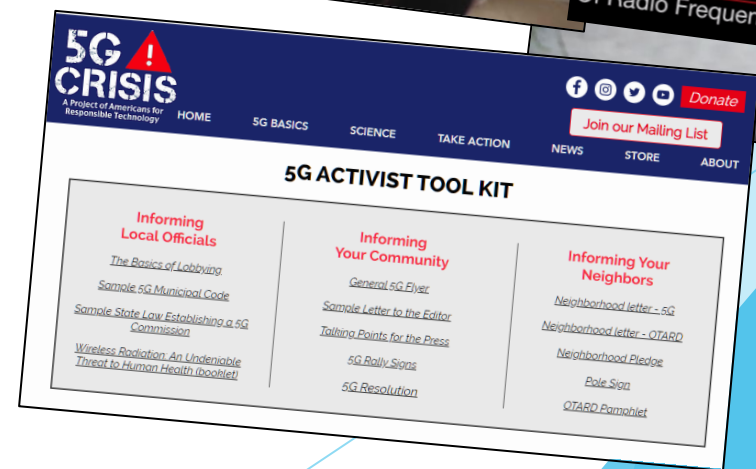 Of Radio Frequen
5G
CRISIS
A Project of Americans for
Responsible Technology
Donate
Join our Mailing List
HOME
5G BASICS
SCIENCE
TAKE ACTION
NEWS
STORE
ABOUT
5G ACTIVIST TOOL KIT
Informing
Local Officials
The Basics of Lobbying
Sample 5G Municipal Code
Sample State Law Establishing a 5G
Commission
Wireless Radiation: An Undeniable
Threat to Human Health (booklet)
Informing
Your Community
General 5G Flyer
Sample Letter to the Editor
Talking Points for the Press
5G Rally Signs
5G Resolution
Informing Your
Neighbors
Neighborhood letter - 5G
Neighborhood letter - OTARD
Neighborhood Pledge
Pole Sign
OTARD Pamphlet